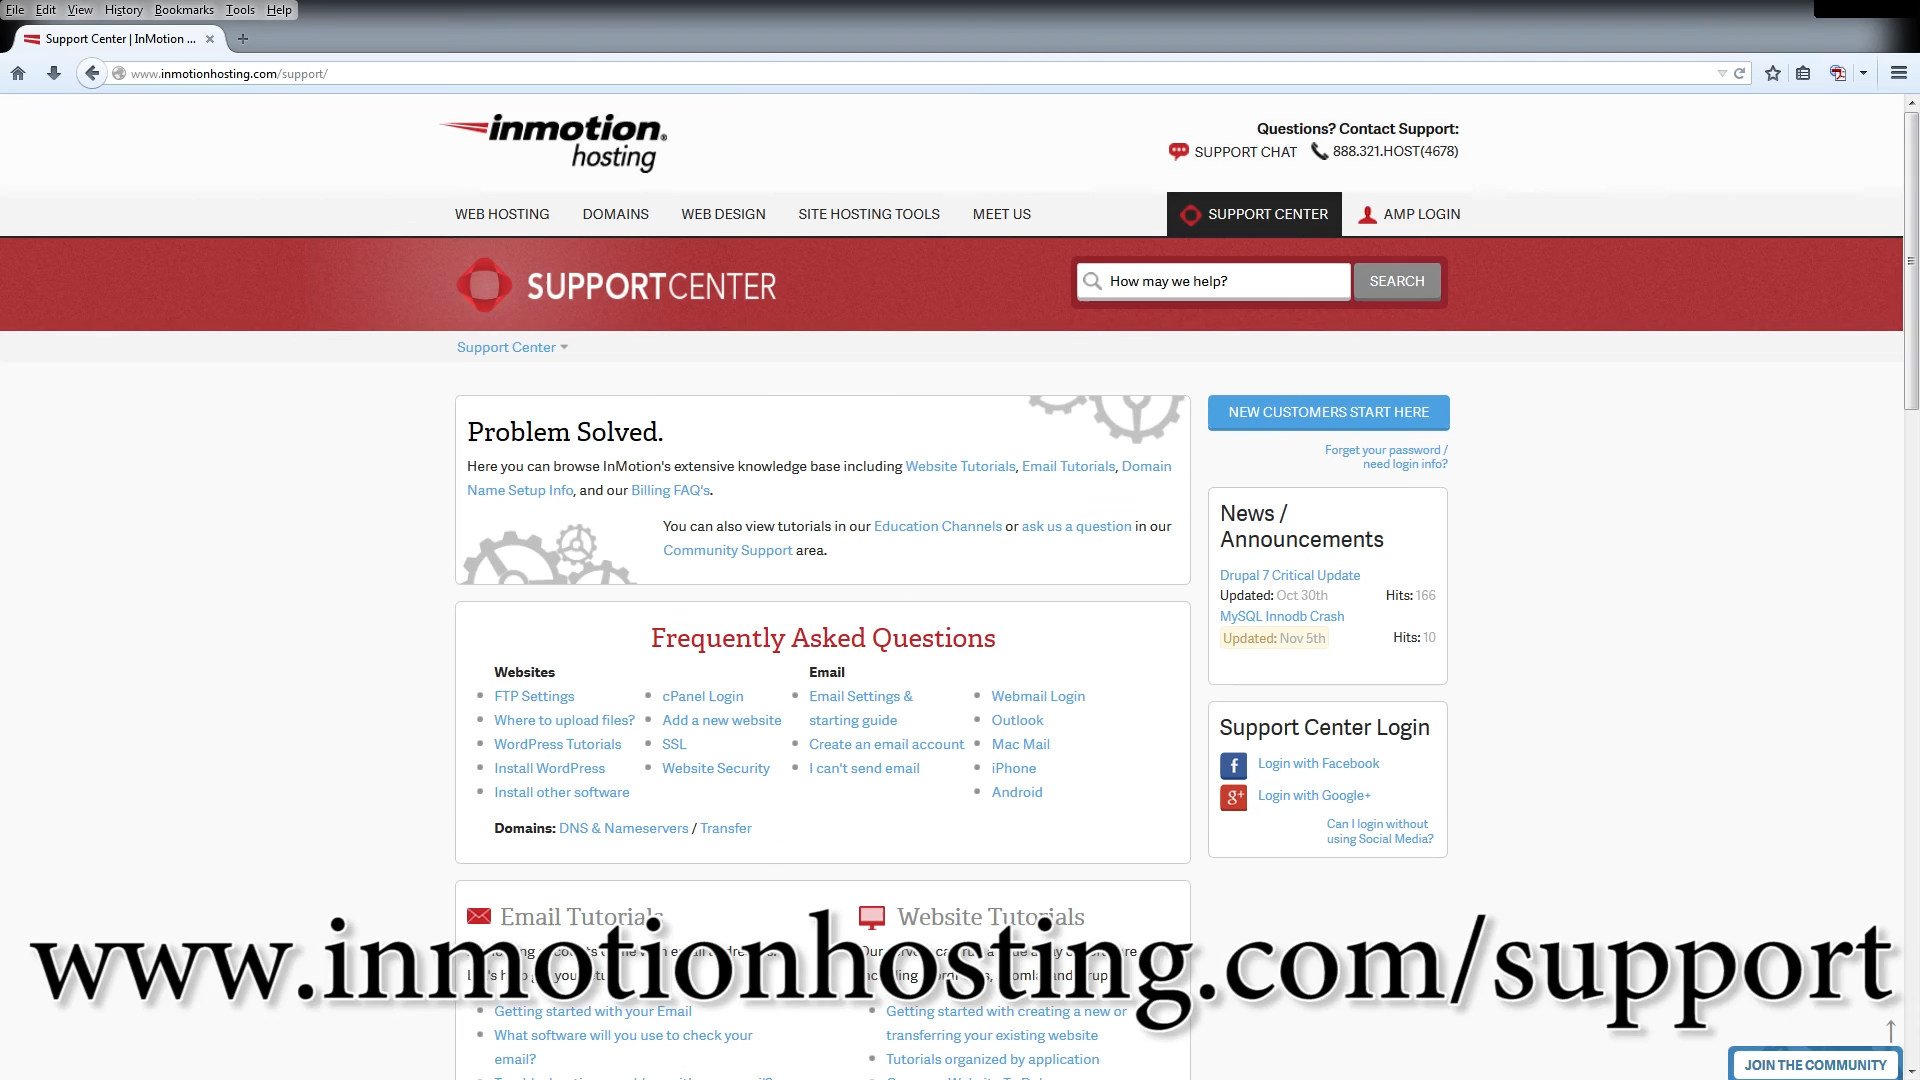 File Edit View History Bookmarks Tools Help
Support Center | InMotion ...
www.inmotionhosting.com/support/
inmotion®
hosting
Questions? Contact Support:
SUPPORT CHAT 888.321.HOST(4678)
WEB HOSTING DOMAINS WEB DESIGN SITE HOSTING TOOLS MEET US SUPPORT CENTER AMP LOGIN
SUPPORTCENTER
How may we help? SEARCH
Support Center
Problem Solved.
Here you can browse InMotion's extensive knowledge base including Website Tutorials, Email Tutorials, Domain
Name Setup Info, and our Billing FAQ's.
You can also view tutorials in our Education Channels or ask us a question in our
Community Support area.
NEW CUSTOMERS START HERE
Forget your password /
need login info?
News /
Announcements
Drupal 7 Critical Update
Updated: Oct 30th Hits: 166
MySQL Innodb Crash
Updated: Nov 5th Hits: 10
Frequently Asked Questions
Websites
FTP Settings
Where to upload files?
WordPress Tutorials
Install WordPress
Install other software
cPanel Login
Add a new website
SSL
Website Security
Email
Email Settings &
starting guide
Create an email account
I can't send email
Webmail Login
Outlook
Mac Mail
iPhone
Android
Domains: DNS & Nameservers / Transfer
Support Center Login
f Login with Facebook
g+ Login with Google+
Can I login without
using Social Media?
Email Tutorials
Website Tutorials
www.inmotionhosting.com/support
Getting started with your Email
What software will you use to check your
email?
Getting started with creating a new or
transferring your existing website
Tutorials organized by application
JOIN THE COMMUNITY